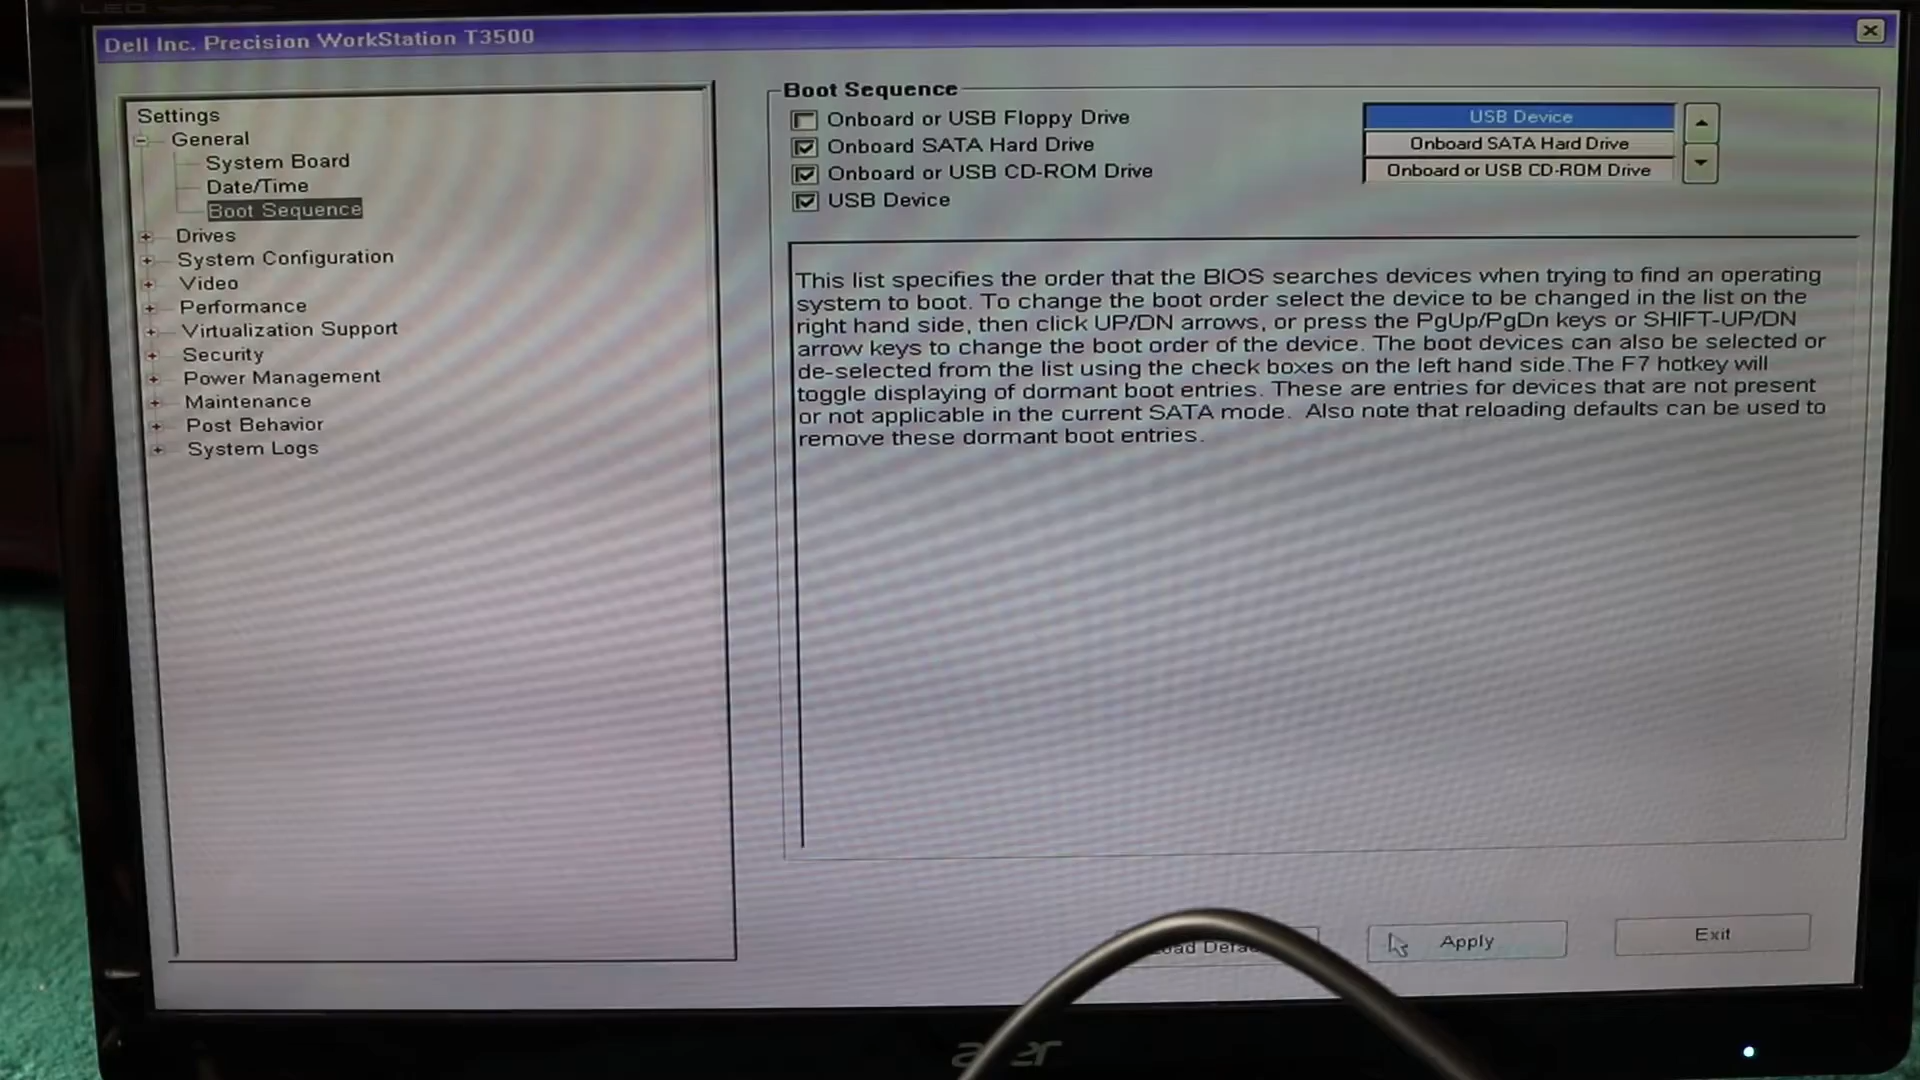 LED
Dell Inc. Precision WorkStation T3500
Settings
General
System Board
Date/Time
Boot Sequence
Drives
System Configuration
Video
Performance
Virtualization Support
Security
Power Management
Maintenance
Post Behavior
System Logs
Boot Sequence
Onboard or USB Floppy Drive
Onboard SATA Hard Drive
Onboard or USB CD-ROM Drive
USB Device
USB Device
Onboard SATA Hard Drive
Onboard or USB CD-ROM Drive
This list specifies the order that the BIOS searches devices when trying to find an operating
system to boot. To change the boot order select the device to be changed in the list on the
right hand side, then click UP/DN arrows, or press the PgUp/PgDn keys or SHIFT-UP/DN
arrow keys to change the boot order of the device. The boot devices can also be selected or
de-selected from the list using the check boxes on the left hand side.The F7 hotkey will
toggle displaying of dormant boot entries. These are entries for devices that are not present
or not applicable in the current SATA mode. Also note that reloading defaults can be used to
remove these dormant boot entries.
Apply
Exit
acer